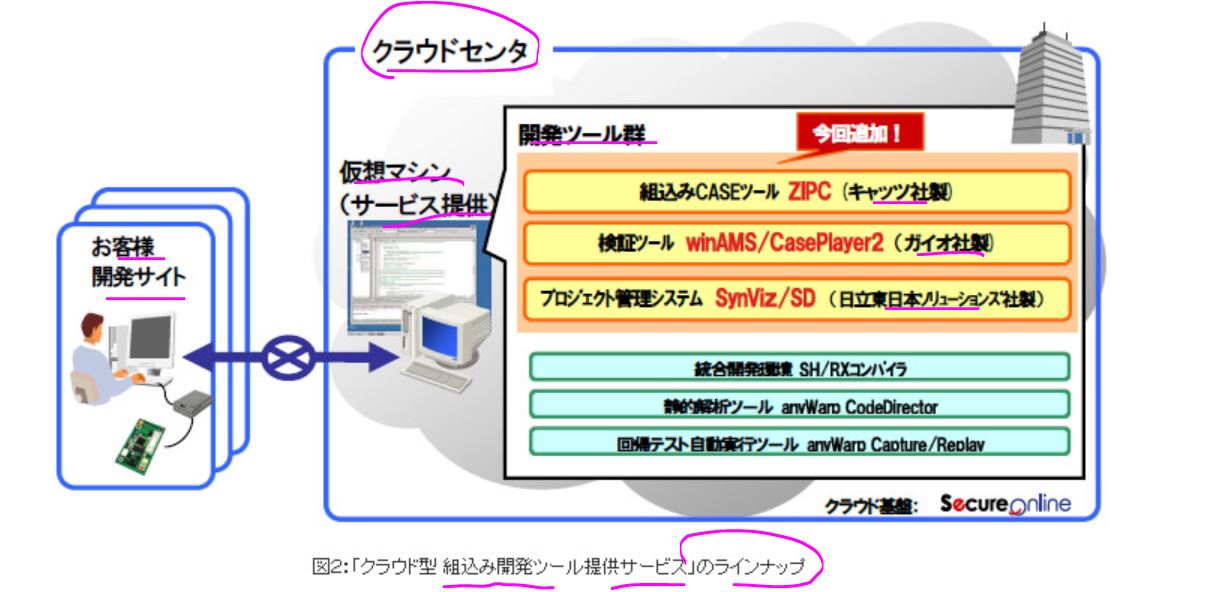 クラウドセンタ
開発ツール群
今回追加！
仮想マシン
（サービス提供）
組込みCASEツール ZIPC （キャッツ社製）
検証ツール winAMS/CasePlayer2 （ガイオ社製）
プロジェクト管理システム SynViz/SD （日立東日本ソリューションズ社製）
お客様
開発サイト
統合開発環境 SH/RXコンパイラ
静的解析ツール anyWarp CodeDirector
回帰テスト自動実行ツール anyWarp Capture/Replay
クラウド基盤： Secureonline
図2：「クラウド型 組込み開発ツール提供サービス」のラインナップ